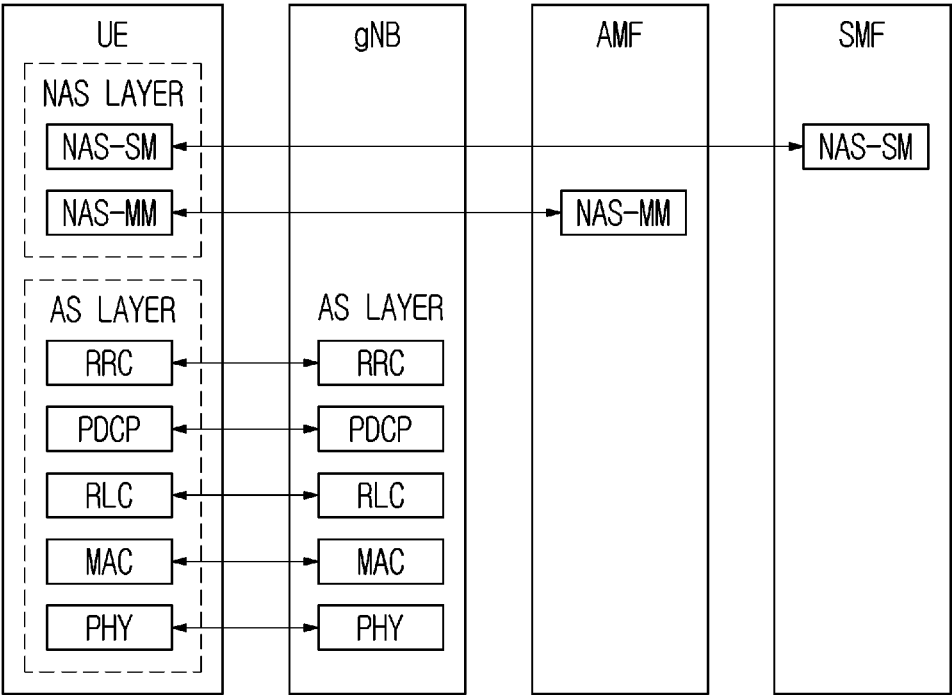 UE gNB AMF SMF
NAS LAYER
NAS-SM NAS-SM
NAS-MM NAS-MM
AS LAYER AS LAYER
RRC RRC
PDCP PDCP
RLC RLC
MAC MAC
PHY PHY